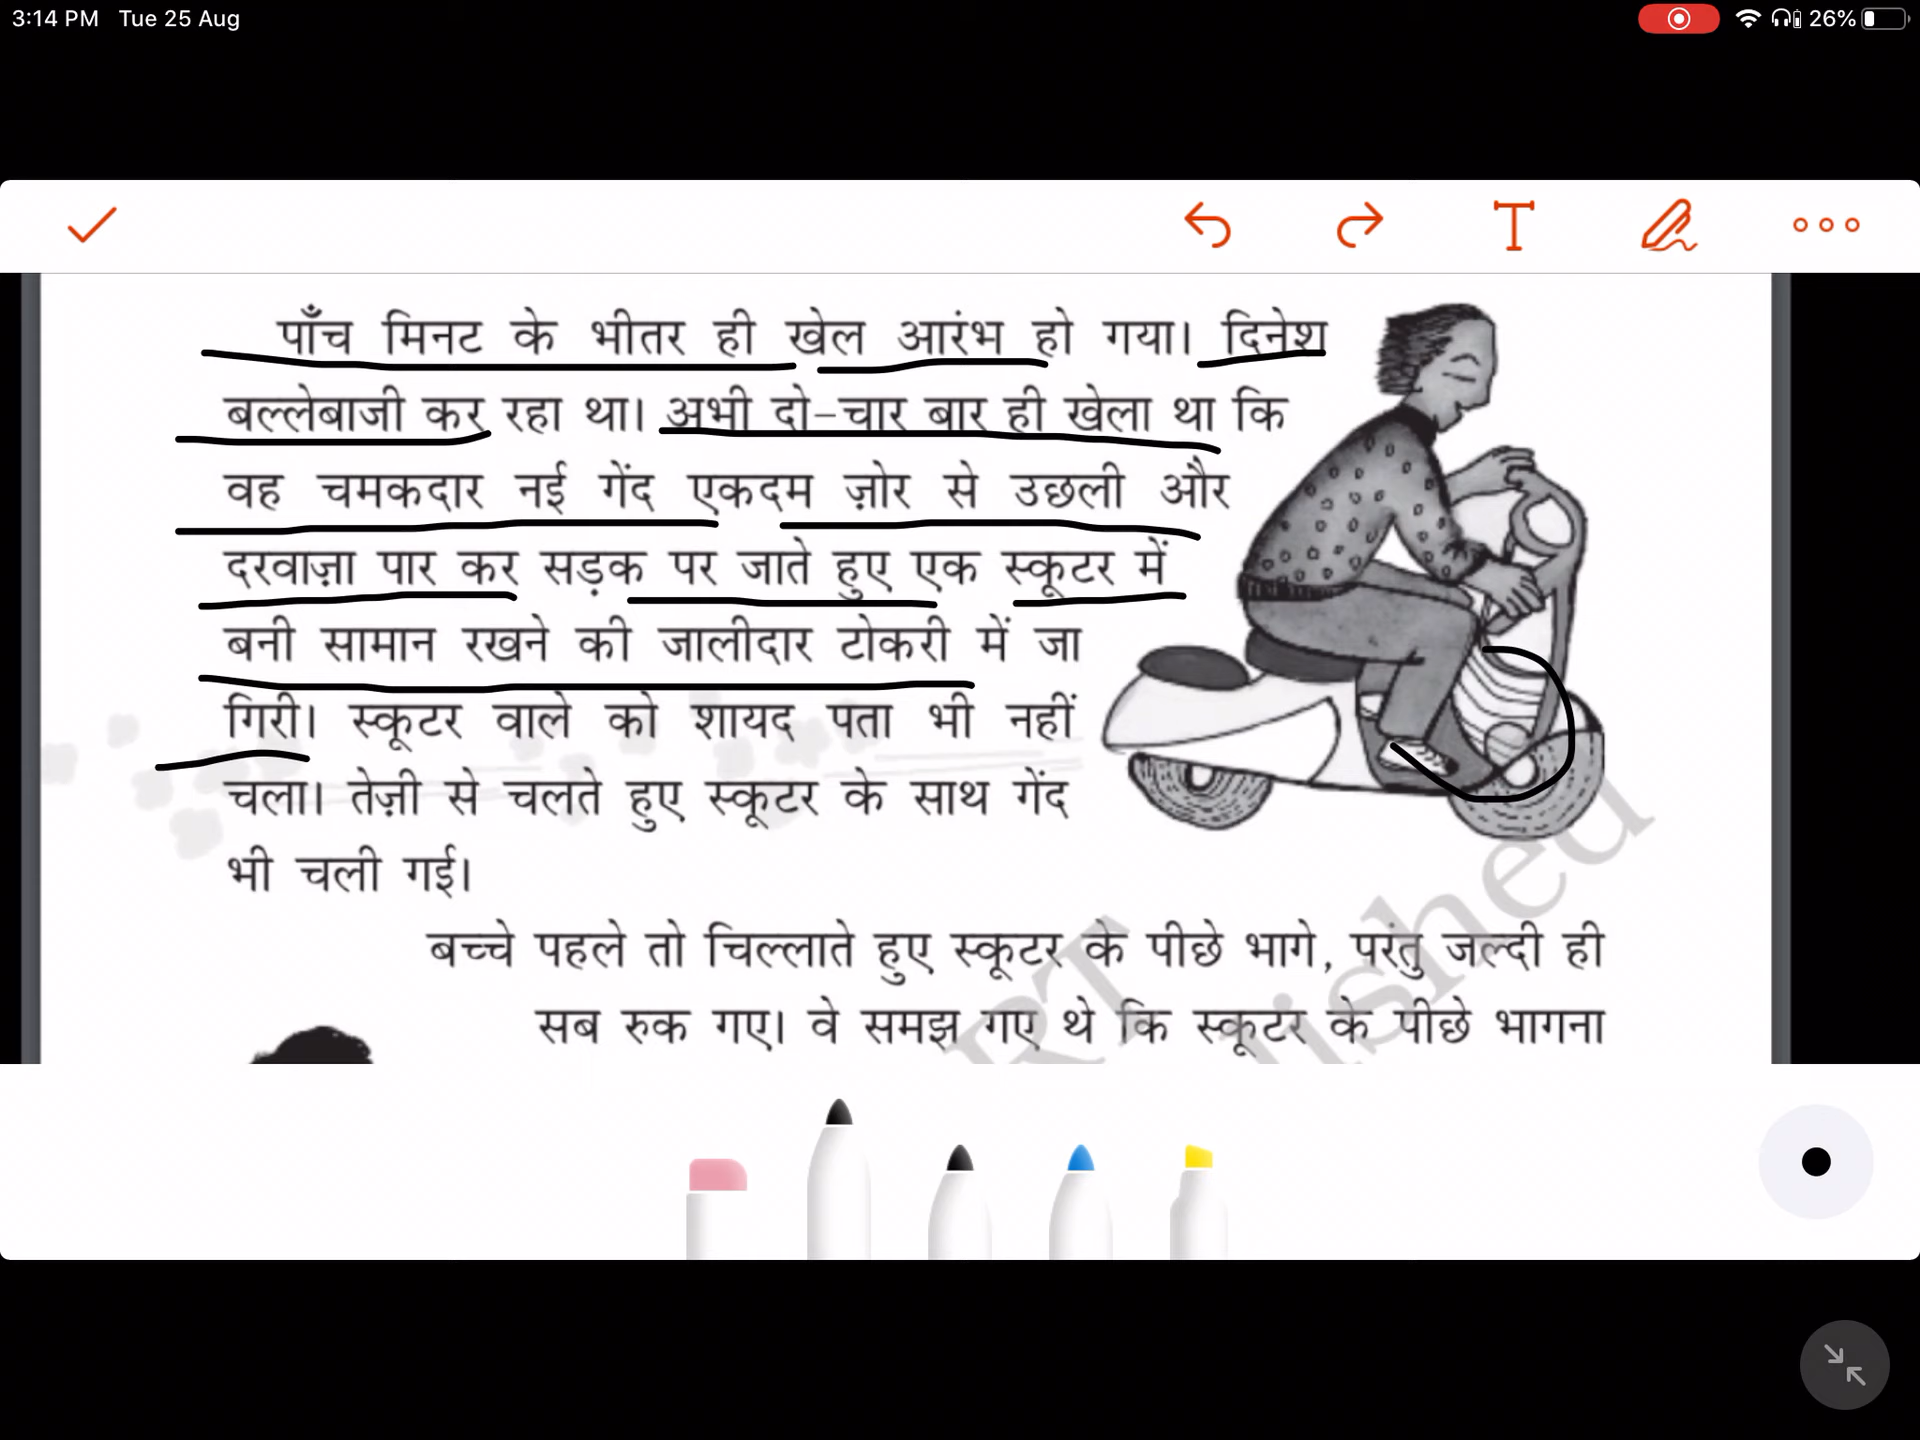 3:14 PM Tue 25 Aug 26%
T
पाँच मिनट के भीतर ही खेल आरंभ हो गया। दिनेश
बल्लेबाजी कर रहा था। अभी दो-चार बार ही खेला था कि
वह चमकदार नई गेंद एकदम ज़ोर से उछली और
दरवाज़ा पार कर सड़क पर जाते हुए एक स्कूटर में
बनी सामान रखने की जालीदार टोकरी में जा
गिरी। स्कूटर वाले को शायद पता भी नहीं
चला। तेज़ी से चलते हुए स्कूटर के साथ गेंद
भी चली गई।
बच्चे पहले तो चिल्लाते हुए स्कूटर के पीछे भागे, परंतु जल्दी ही
सब रुक गए। वे समझ गए थे कि स्कूटर के पीछे भागना